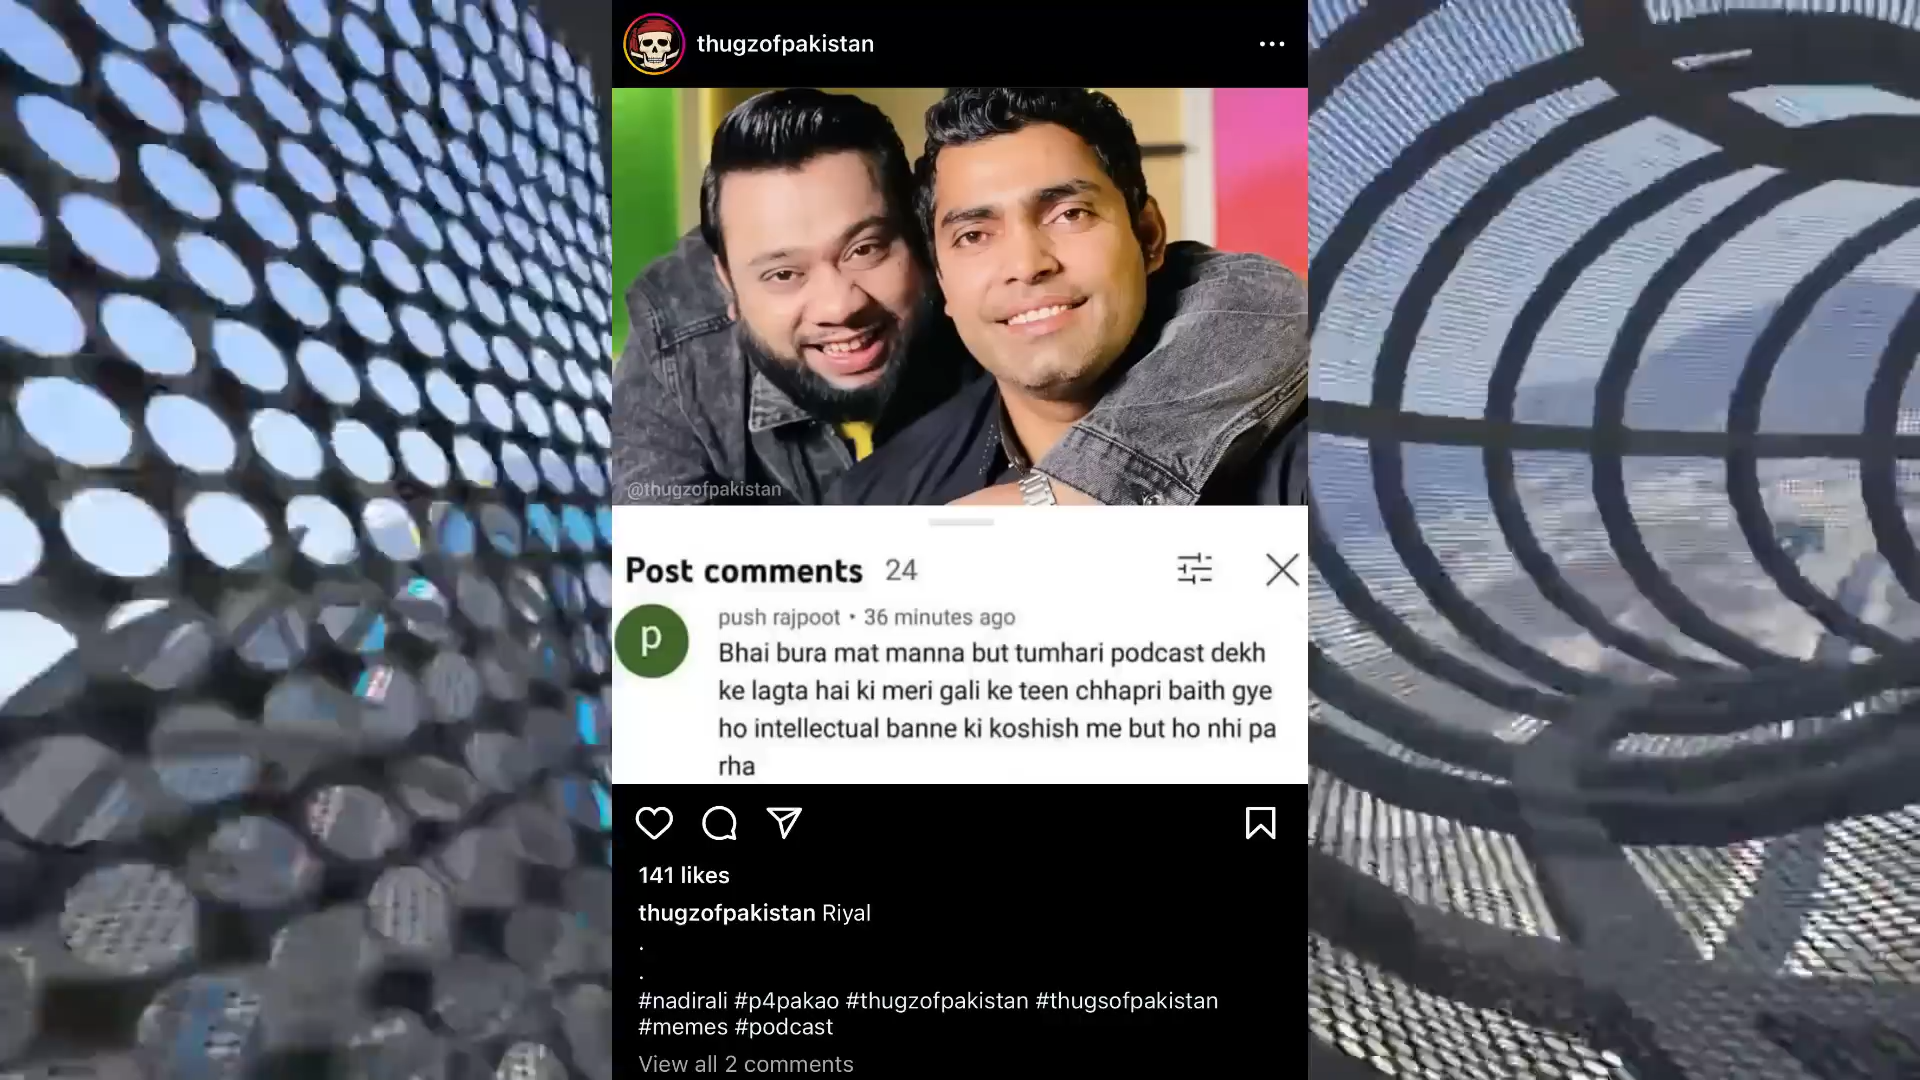 thugzofpakistan
@thugzofpakistan
Post comments 24
p
push rajpoot • 36 minutes ago
Bhai bura mat manna but tumhari podcast dekh
ke lagta hai ki meri gali ke teen chhapri baith gye
ho intellectual banne ki koshish me but ho nhi pa
rha
141 likes
thugzofpakistan Riyal
.
.
#nadirali #p4pakao #thugzofpakistan #thugsofpakistan
#memes #podcast
View all 2 comments